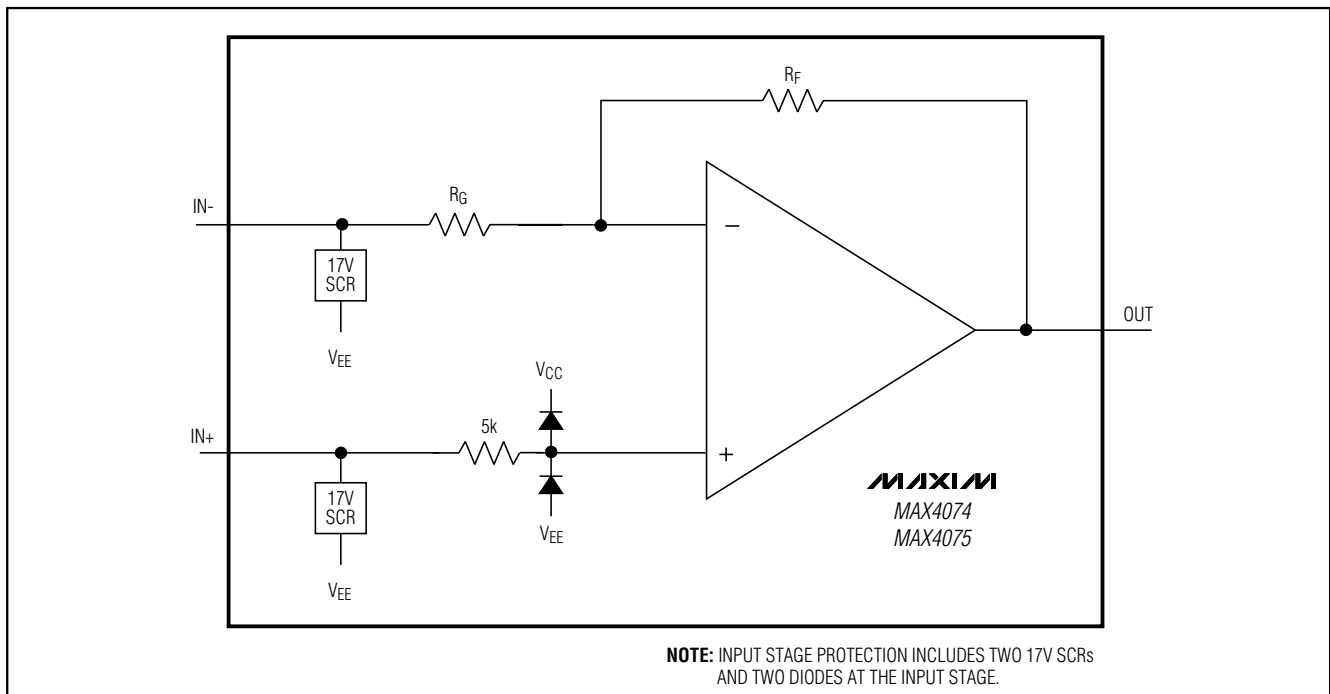 RF
IN-
RG
−
17V
SCR
VEE
OUT
VCC
IN+
5k
+
17V
SCR
VEE
VEE
MAXIM
MAX4074
MAX4075
NOTE: INPUT STAGE PROTECTION INCLUDES TWO 17V SCRs
AND TWO DIODES AT THE INPUT STAGE.